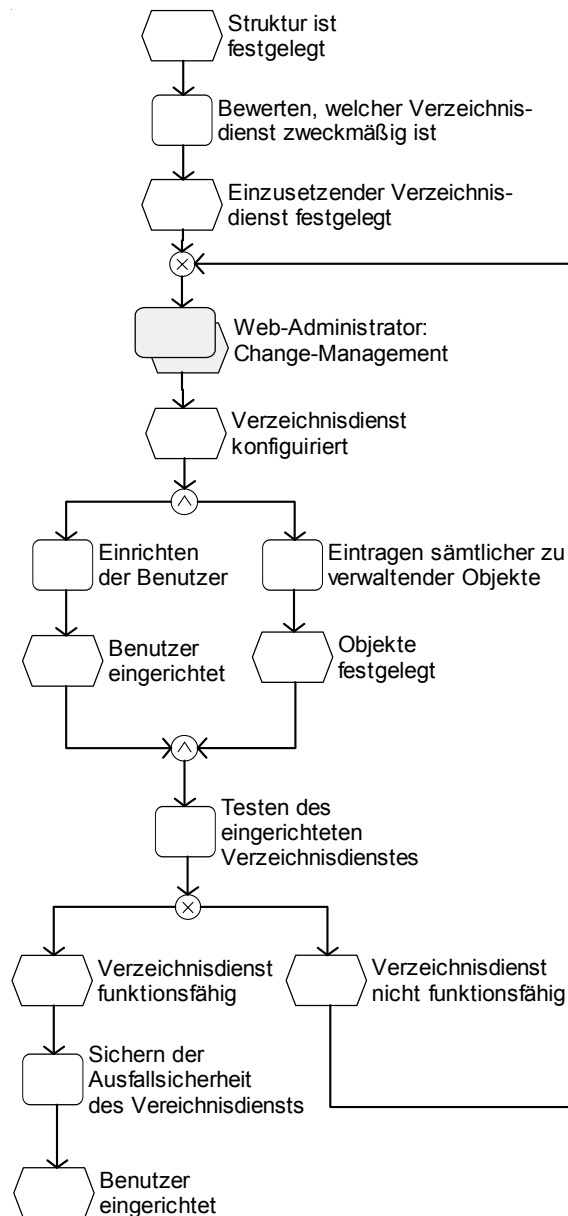 Struktur ist
festgelegt
Bewerten, welcher Verzeichnis-
dienst zweckmäßig ist
Einzusetzender Verzeichnis-
dienst festgelegt
Web-Administrator:
Change-Management
Verzeichnisdienst
konfiguiriert
Einrichten
der Benutzer
Eintragen sämtlicher zu
verwaltender Objekte
Benutzer
eingerichtet
Objekte
festgelegt
Testen des
eingerichteten
Verzeichnisdienstes
Verzeichnisdienst
funktionsfähig
Verzeichnisdienst
nicht funktionsfähig
Sichern der
Ausfallsicherheit
des Vereichnisdiensts
Benutzer
eingerichtet